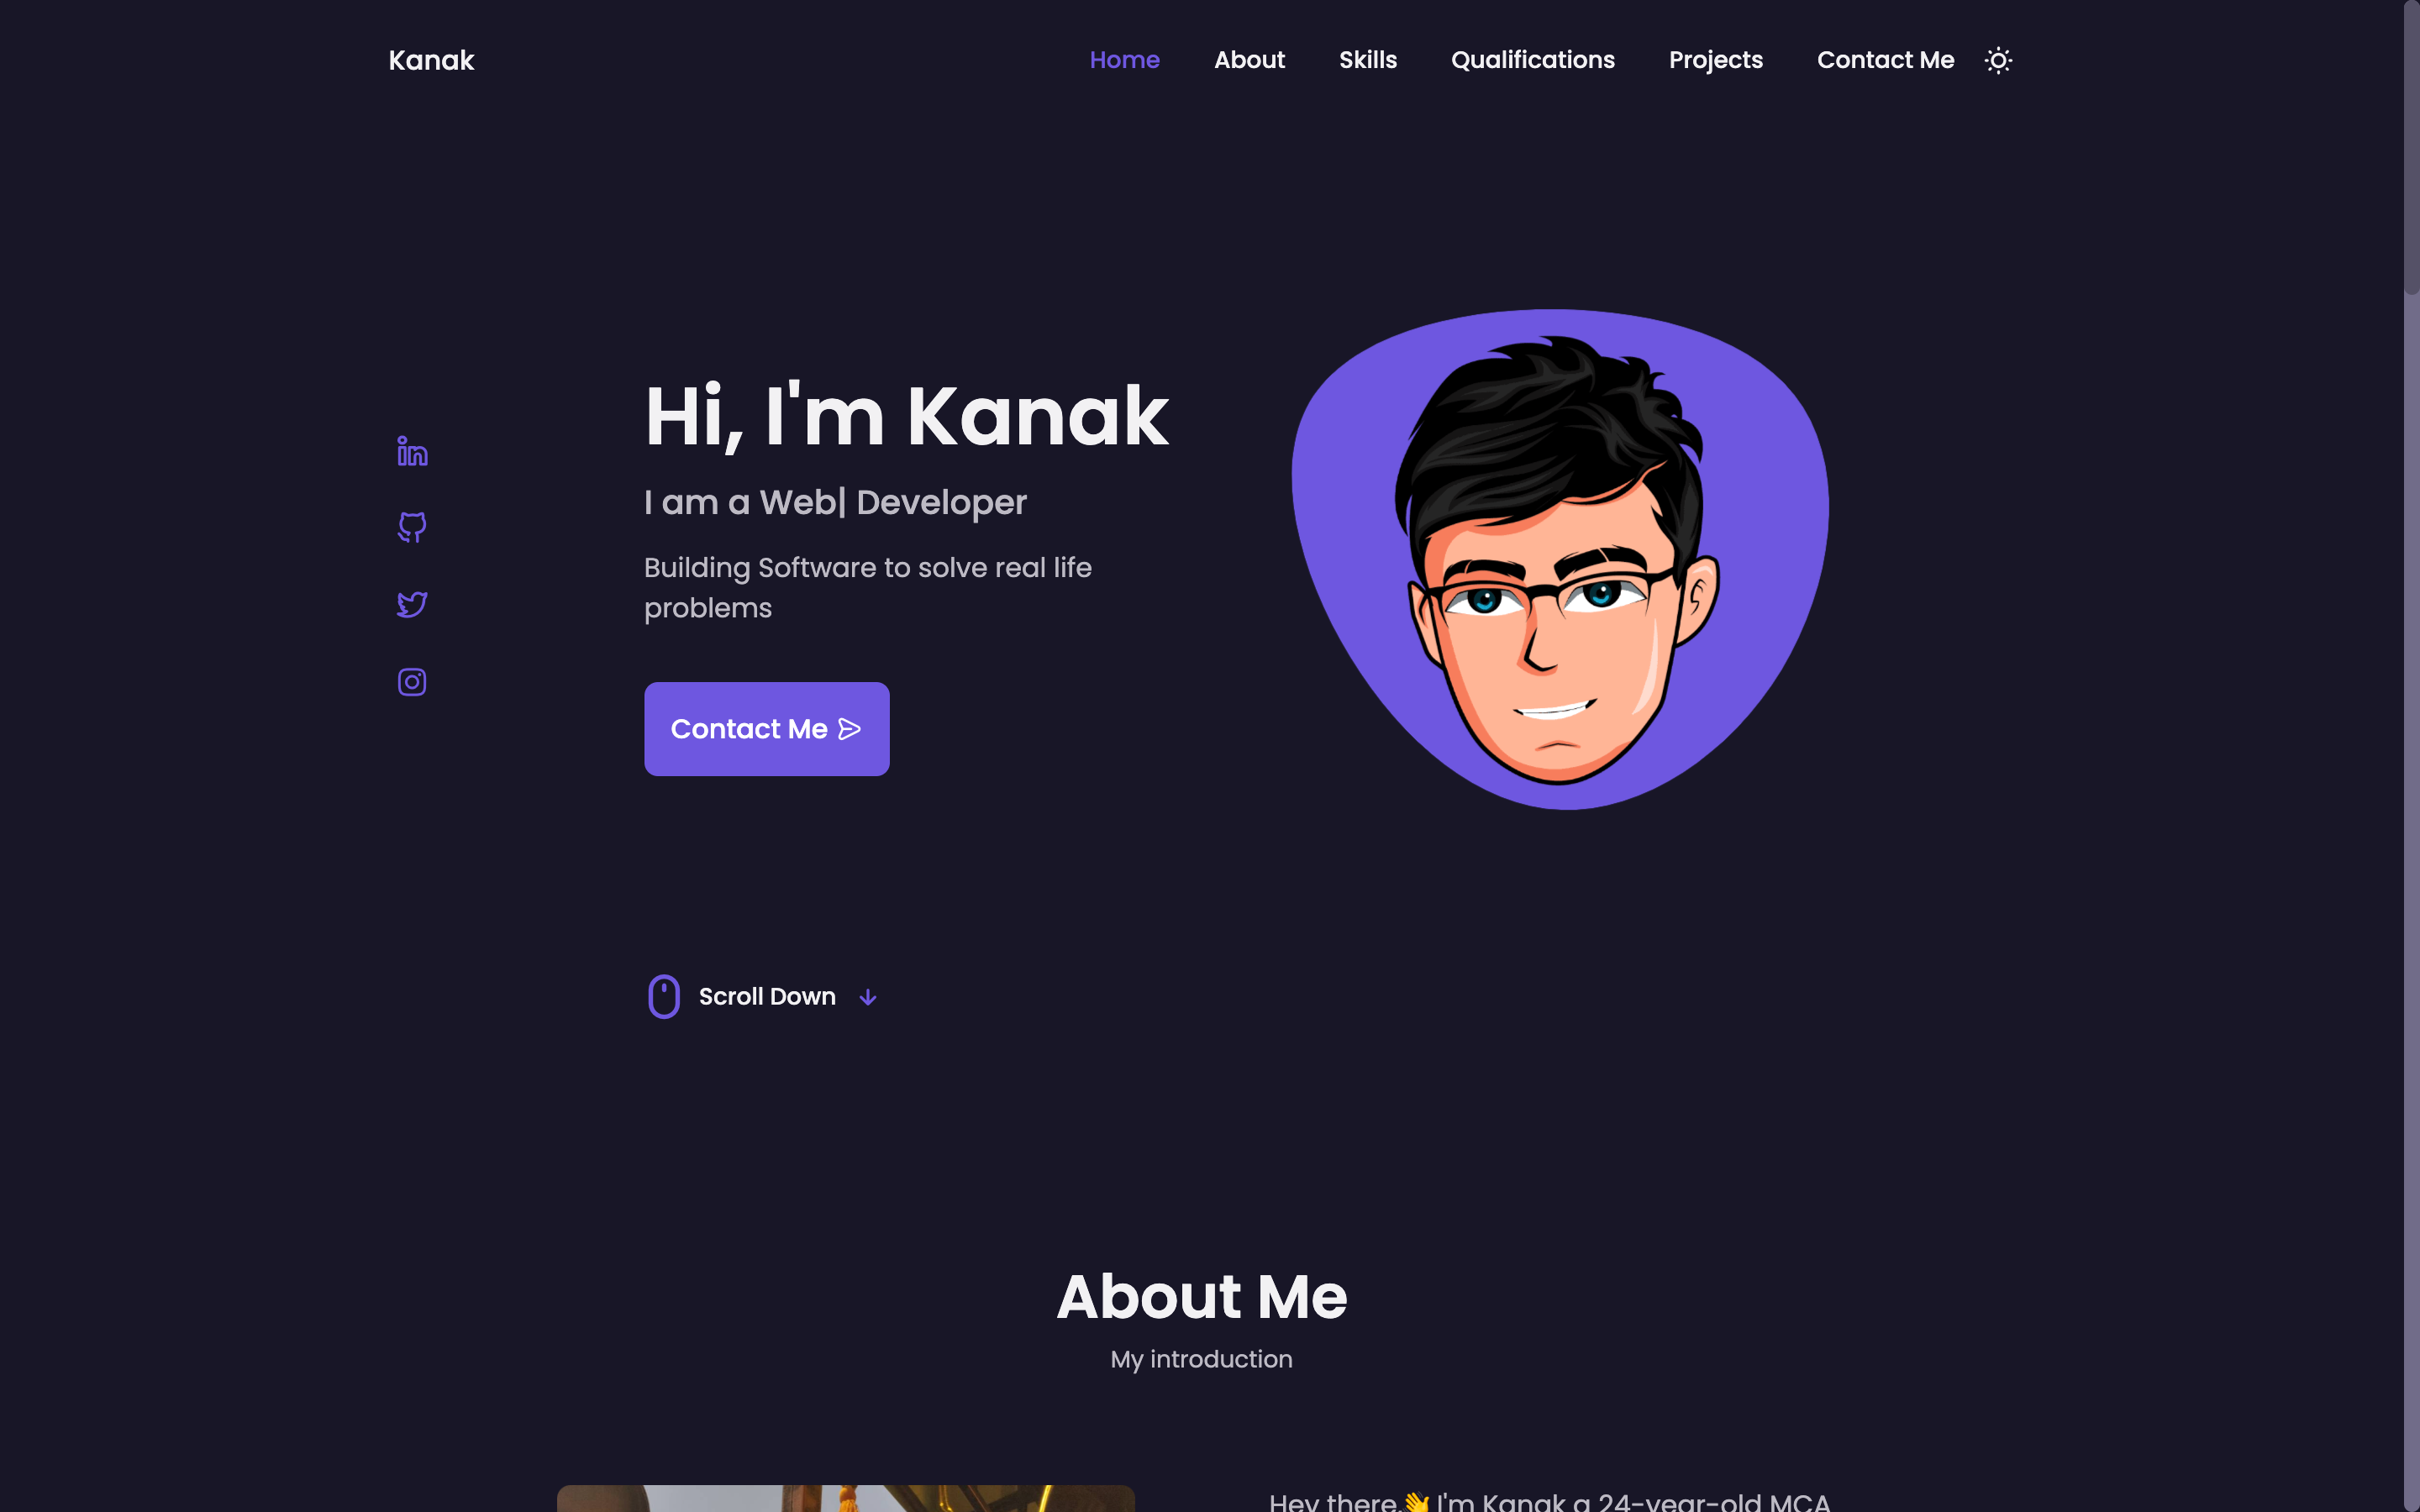 Kanak
Home About Skills Qualifications Projects Contact Me
Hi, I'm Kanak
I am a Web| Developer
Building Software to solve real life
problems
Contact Me
Scroll Down
About Me
My introduction
Hey there,👋 I'm Kanak a 24-year-old MCA